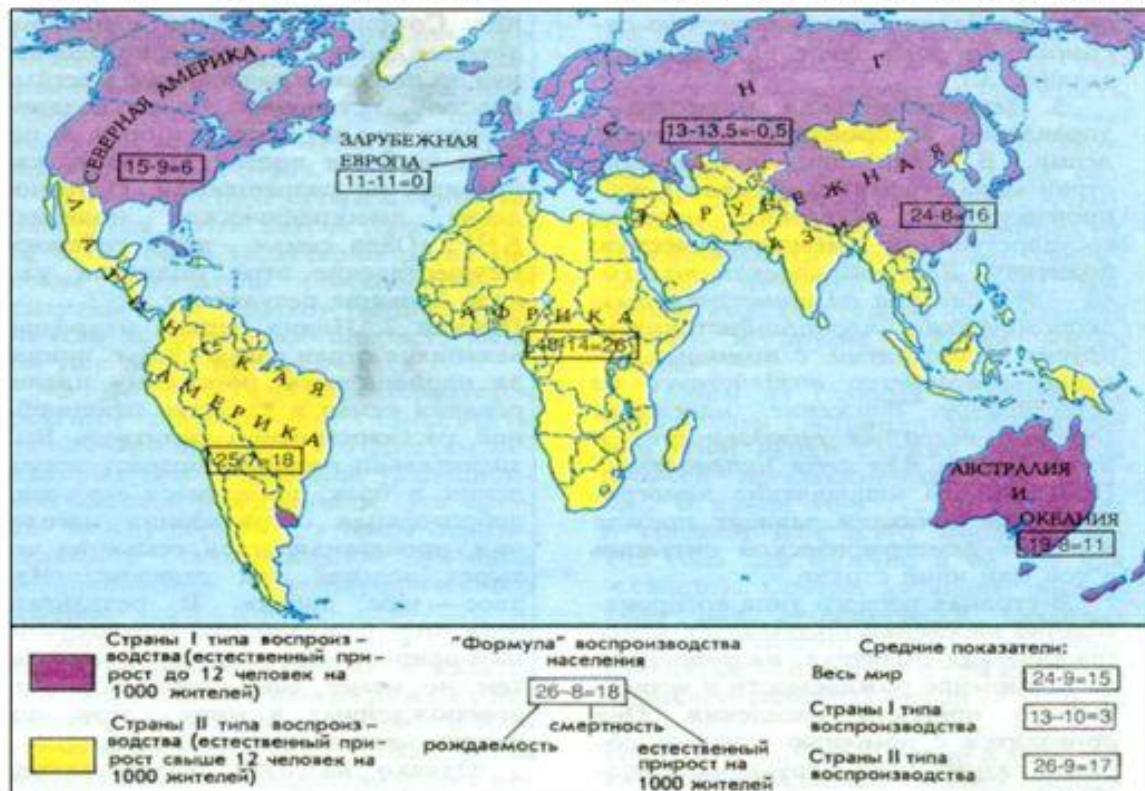 СЕВЕРНАЯ АМЕРИКА
15-9=6
ЗАРУБЕЖНАЯ
ЕВРОПА
11-11=0
СНГ
13-13.5=-0,5
ЗАРУБЕЖНАЯ
АЗИЯ
24-8=16
ЛАТИНСКАЯ
АМЕРИКА
25-7=18
АФРИКА
АВСТРАЛИЯ
И
ОКЕАНИЯ
19-8=11
Страны I типа воспроиз–
водства (естественный при–
рост до 12 человек на
1000 жителей)
Страны II типа воспроиз–
водства (естественный при
рост свыше 12 человек на
1000 жителей)
"Формула" воспроизводства
населения
26–8=18
рождаемость
смертность
естественный
прирост на
1000 жителей
Средние показатели:
Весь мир
24-9=15
Страны I типа
воспроизводства
13-10=3
Страны II типа
воспроизводства
26-9=17